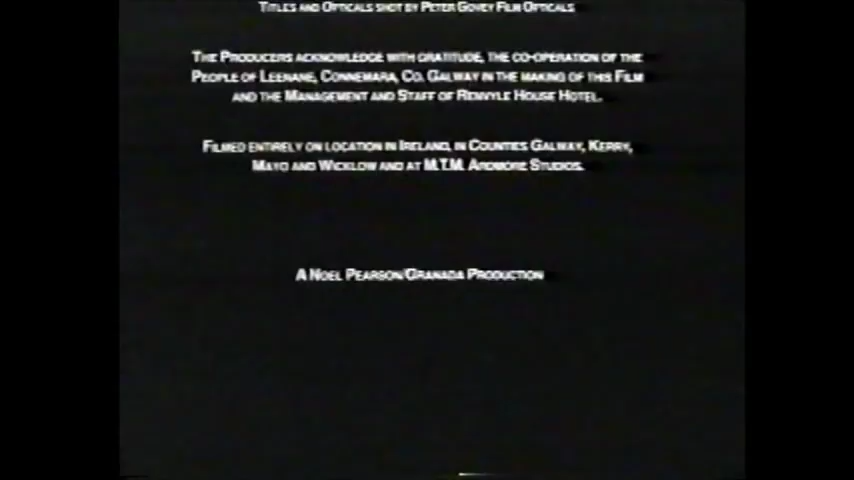 Titles and Opticals shot by Peter Govey Film Opticals
The Producers acknowledge with gratitude, the co-operation of the
People of Leenane, Connemara, Co. Galway in the making of this Film
and the Management and Staff of Renvyle House Hotel.
Filmed entirely on location in Ireland, in Counties Galway, Kerry,
Mayo and Wicklow and at M.T.M. Ardmore Studios.
A Noel Pearson/Granada Production